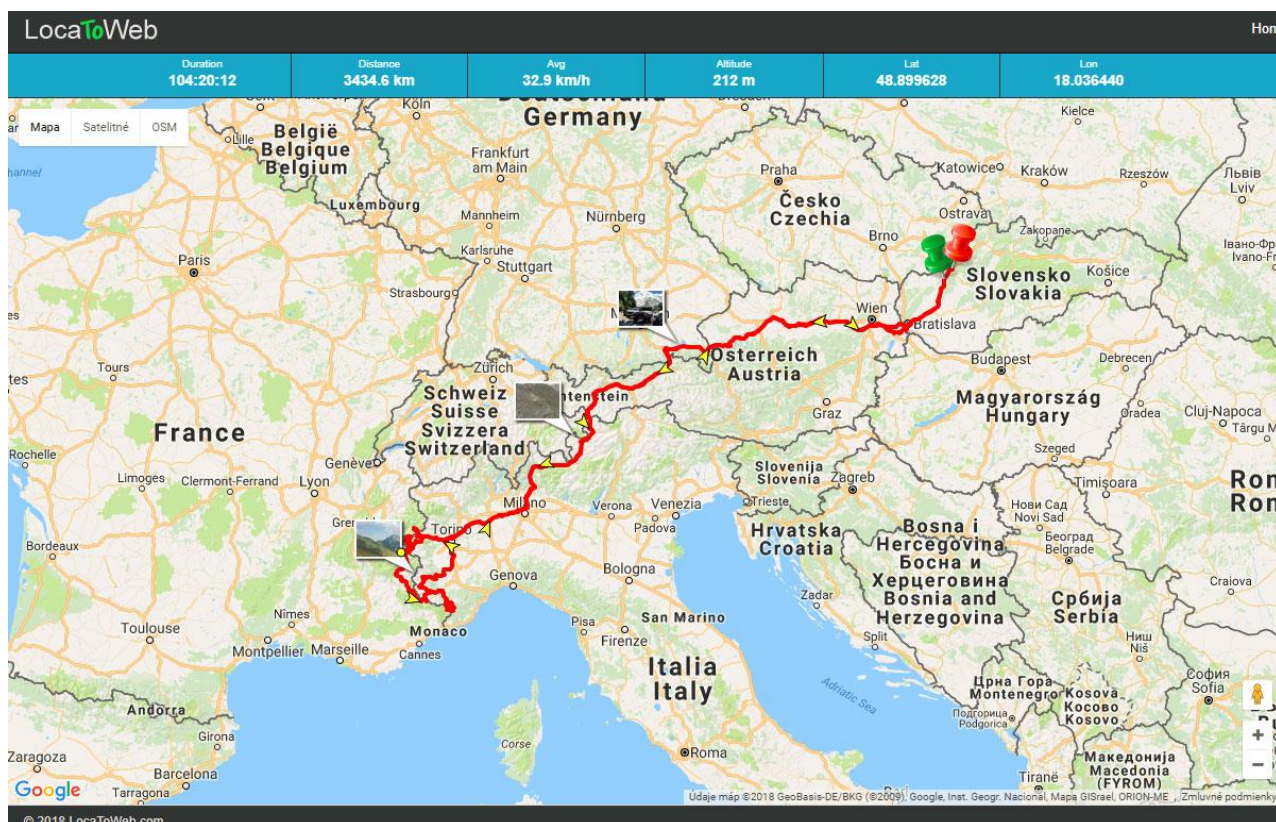 LocaToWeb
Duration
104:20:12
Distance
3434.6 km
Avg
32.9 km/h
Altitude
212 m
Lat
48.899628
Lon
18.036440
Mapa Satelitné OSM
Köln
Germany
Kielce
Lille
België
Belgique
Belgium
Frankfurt
am Main
Praha
Katowice
Kraków
Rzeszów
Львів
Lviv
Luxembourg
Česko
Czechia
Ostrava
Mannheim
Nürnberg
Brno
Zakopane
Karlsruhe
Stuttgart
Paris
Strasbourg
Slovensko
Slovakia
Košice
Wien
Bratislava
Tours
Zürich
Österreich
Austria
Budapest
Debrecen
Schweiz
Suisse
Svizzera
Switzerland
Graz
Magyarország
Hungary
Oradea
Cluj-Napoca
France
Genève
Szeged
Limoges
Clermont-Ferrand
Lyon
Slovenija
Slovenia
Zagreb
Timișoara
Milano
Verona
Venezia
Trieste
Padova
Нови Сад
Novi Sad
Torino
Bordeaux
Hrvatska
Croatia
Bosna i
Hercegovina
Босна и
Херцеговина
Bosnia and
Herzegovina
Београд
Belgrade
Genova
Bologna
Craiova
Zadar
Србија
Serbia
Nîmes
Monaco
Pisa
San Marino
Toulouse
Montpellier
Marseille
Cannes
Firenze
Split
Ниш
Niš
Italia
Italy
Црна Гора
Montenegro
Kosova
Косово
Kosovo
София
Sofia
Adriatic Sea
Подгорица
Podgorica
Andorra
Girona
Corse
Roma
Zaragoza
Barcelona
Tarragona
Македонија
Macedonia
(FYROM)
Tiranë
+
−
Google
Údaje máp ©2018 GeoBasis-DE/BKG (©2009), Google, Inst. Geogr. Nacional, Mapa GISrael, ORION-ME
Zmluvné podmienky
© 2018 LocaToWeb.com